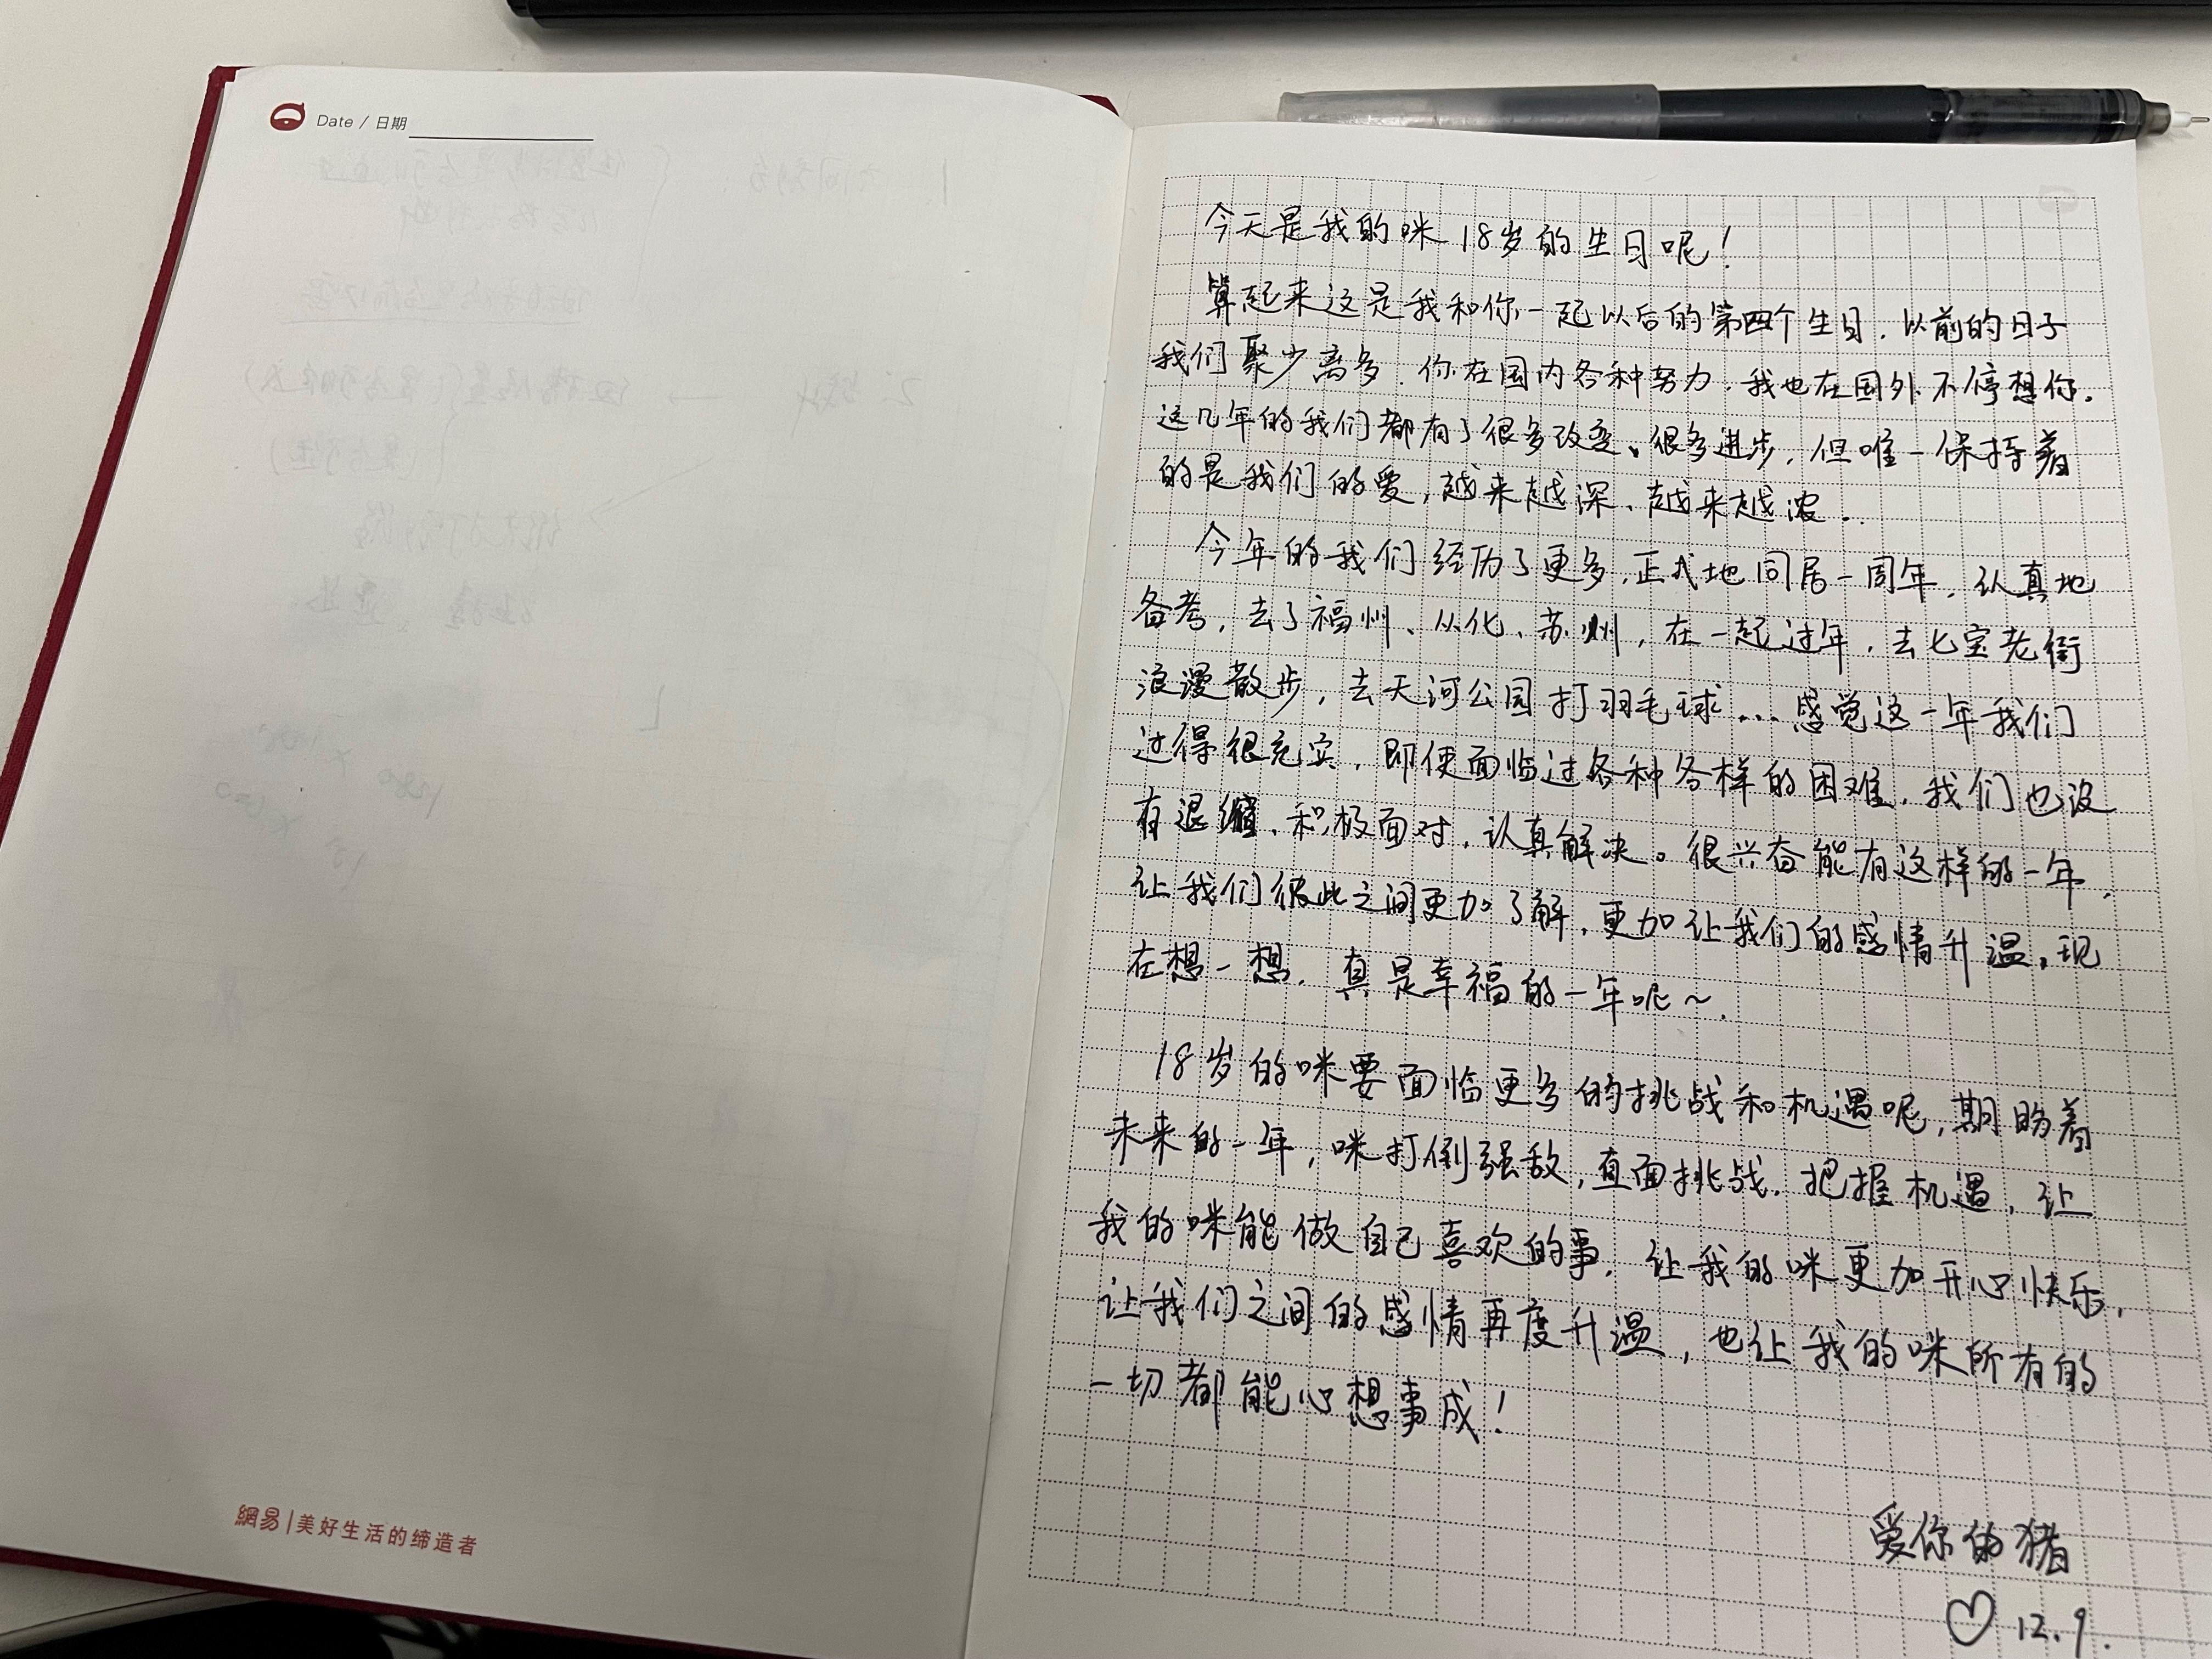 Date / 日期
網易 | 美好生活的缔造者
今天是我的咪18岁的生日呢！
算起来这是我和你一起以后的第四个生日，以前的日子
我们聚少离多，你在国内各种努力，我也在国外不停想你。
这几年的我们都有了很多改变、很多进步，但唯一保持着
的是我们的爱，越来越深、越来越浓。
今年的我们经历了更多，正式地同居一周年，认真地
备考，去了福州、从化、苏州，在一起过年，去七宝老街
浪漫散步，去天河公园打羽毛球...感觉这一年我们
过得很充实，即便面临过各种各样的困难，我们也没
有退缩、积极面对，认真解决。很兴奋能有这样的一年，
让我们彼此之间更加了解，更加让我们的感情升温，现
在想一想，真是幸福的一年呢～.
18岁的咪要面临更多的挑战和机遇呢，期盼着
未来的一年，咪打倒强敌，直面挑战，把握机遇，让
我的咪能做自己喜欢的事，让我的咪更加开心快乐，
让我们之间的感情再度升温，也让我的咪所有的
一切都能心想事成！
爱你的猪
♡ 12.9.